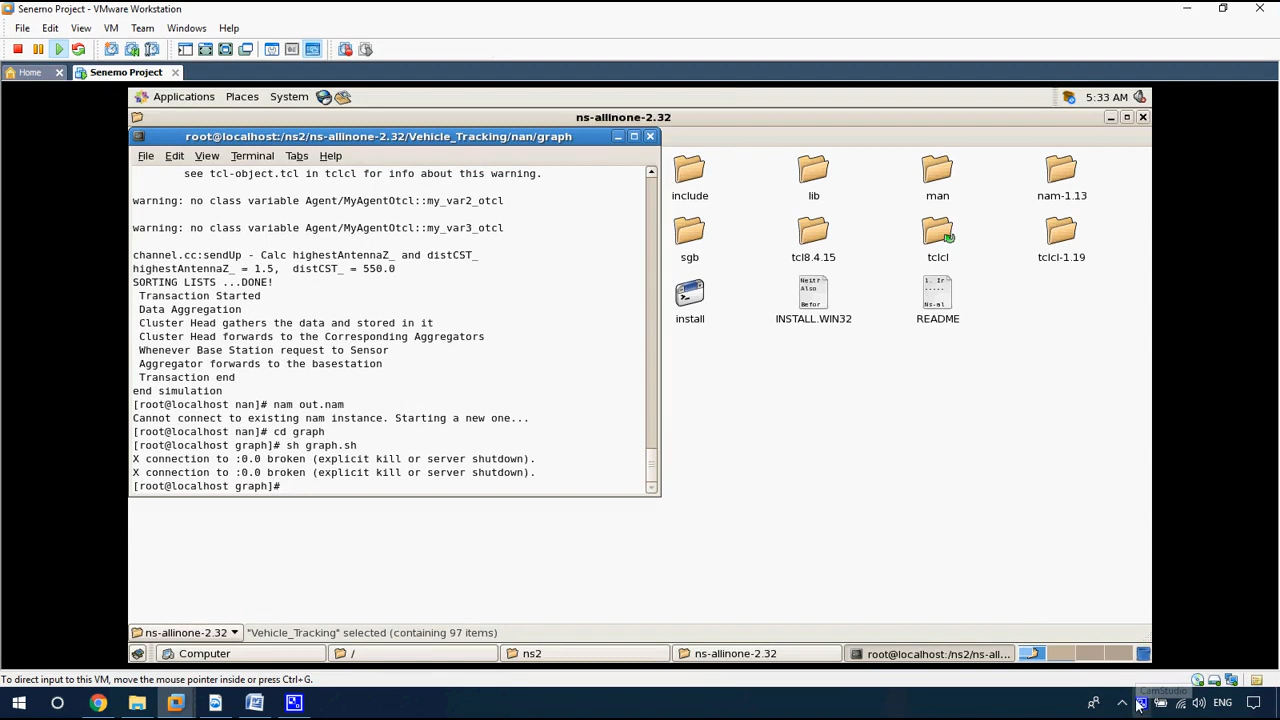 Senemo Project - VMware Workstation
File Edit View VM Team Windows Help
Home Senemo Project
Applications Places System 5:33 AM
ns-allinone-2.32
root@localhost:/ns2/ns-allinone-2.32/Vehicle_Tracking/nan/graph
File Edit View Terminal Tabs Help
see tcl-object.tcl in tclcl for info about this warning.
warning: no class variable Agent/MyAgentOtcl::my_var2_otcl
warning: no class variable Agent/MyAgentOtcl::my_var3_otcl
channel.cc:sendUp - Calc highestAntennaZ_ and distCST_
highestAntennaZ_ = 1.5,  distCST_ = 550.0
SORTING LISTS ...DONE!
Transaction Started
Data Aggregation
Cluster Head gathers the data and stored in it
Cluster Head forwards to the Corresponding Aggregators
Whenever Base Station request to Sensor
Aggregator forwards to the basestation
Transaction end
end simulation
[root@localhost nan]# nam out.nam
Cannot connect to existing nam instance. Starting a new one...
[root@localhost nan]# cd graph
[root@localhost graph]# sh graph.sh
X connection to :0.0 broken (explicit kill or server shutdown).
X connection to :0.0 broken (explicit kill or server shutdown).
[root@localhost graph]#
include lib man nam-1.13
sgb tcl8.4.15 tclcl tclcl-1.19
install INSTALL.WIN32 README
ns-allinone-2.32 "Vehicle_Tracking" selected (containing 97 items)
Computer / ns2 ns-allinone-2.32 root@localhost:/ns2/ns-all...
To direct input to this VM, move the mouse pointer inside or press Ctrl+G.
CamStudio
ENG